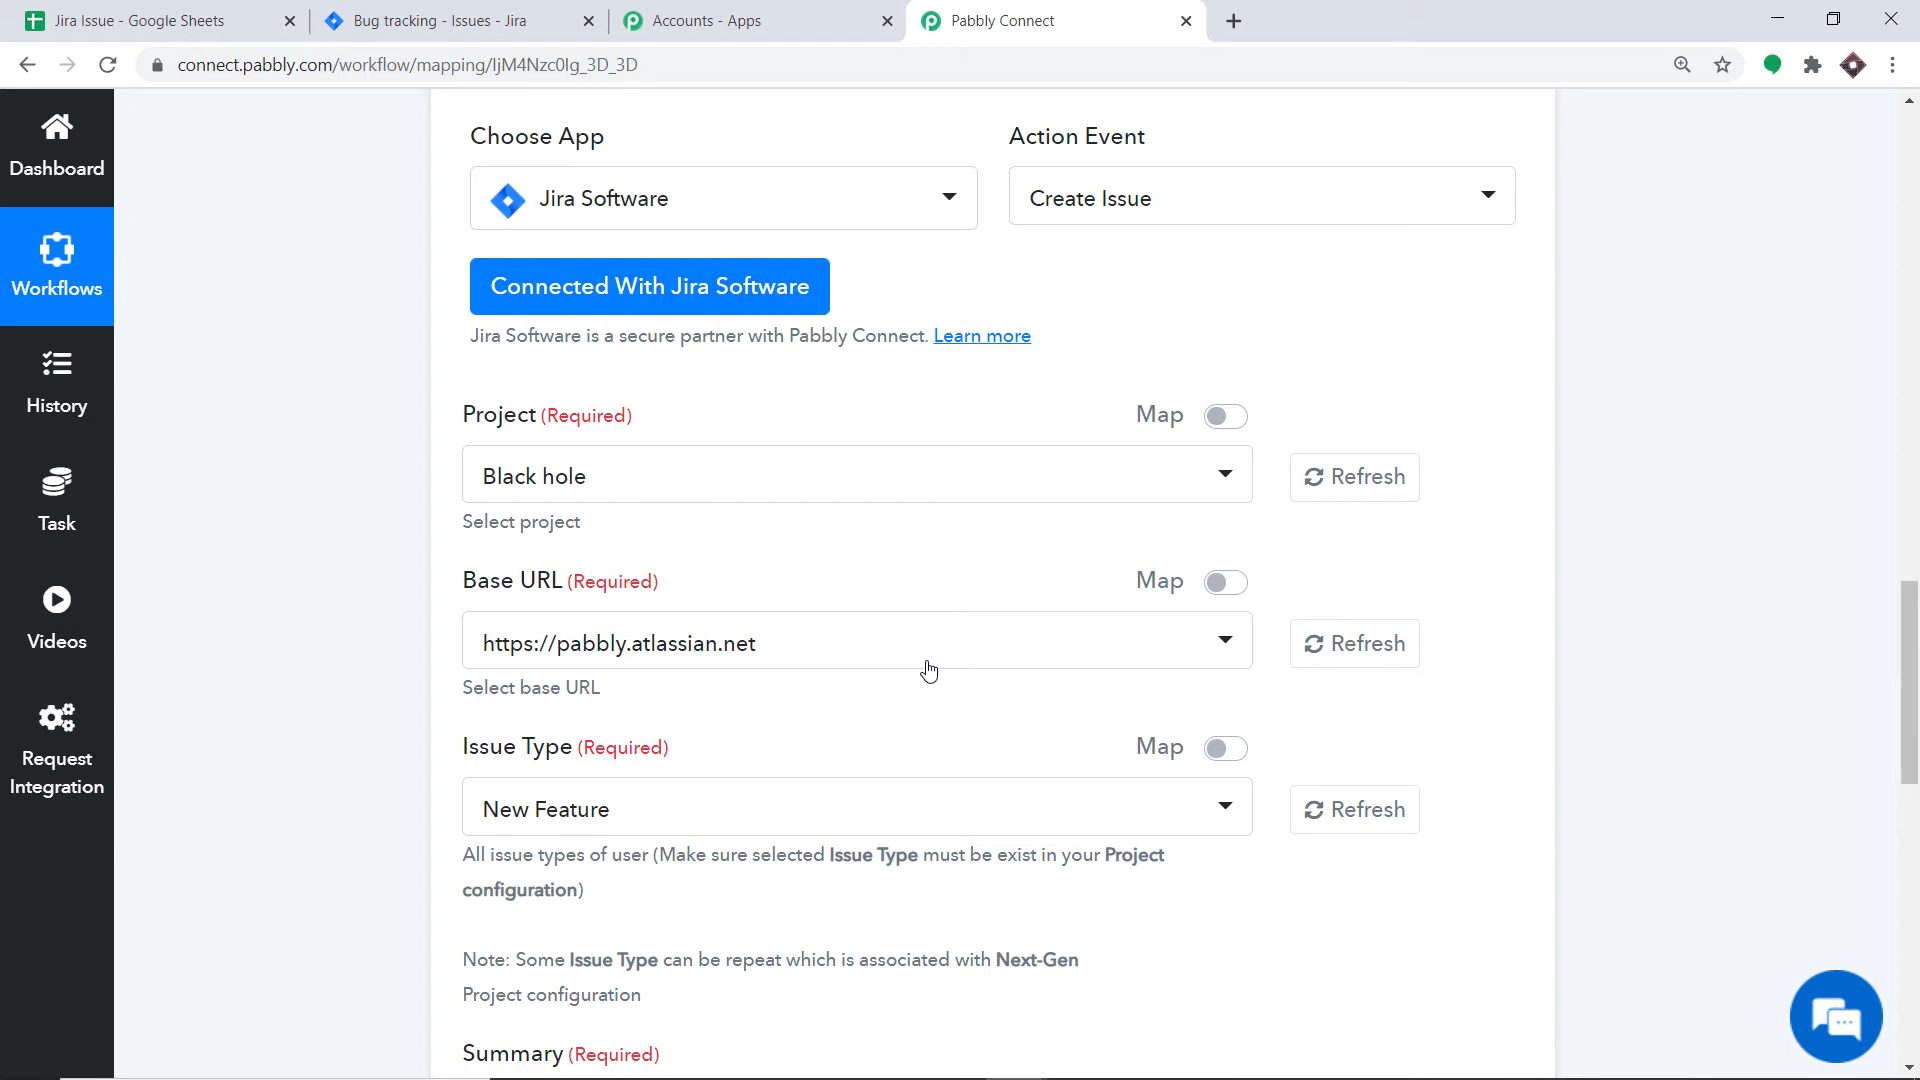 Jira Issue - Google Sheets
Bug tracking - Issues - Jira
Accounts - Apps
Pabbly Connect
connect.pabbly.com/workflow/mapping/IjM4Nzc0Ig_3D_3D
Dashboard
Workflows
History
Task
Videos
Request
Integration
Choose App
Action Event
Jira Software
Create Issue
Connected With Jira Software
Jira Software is a secure partner with Pabbly Connect. Learn more
Project (Required)
Map
Black hole
Refresh
Select project
Base URL (Required)
Map
https://pabbly.atlassian.net
Refresh
Select base URL
Issue Type (Required)
Map
New Feature
Refresh
All issue types of user (Make sure selected Issue Type must be exist in your Project
configuration)
Note: Some Issue Type can be repeat which is associated with Next-Gen
Project configuration
Summary (Required)